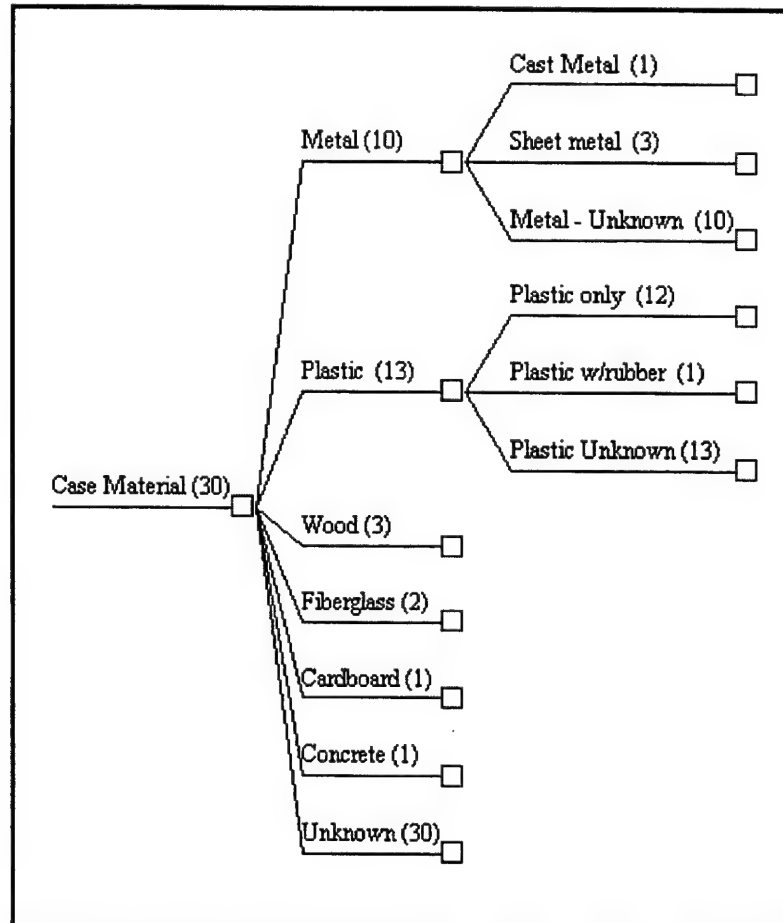 Cast Metal (1)
Metal (10)
Sheet metal (3)
Metal - Unknown (10)
Plastic only (12)
Plastic (13)
Plastic w/rubber (1)
Plastic Unknown (13)
Case Material (30)
Wood (3)
Fiberglass (2)
Cardboard (1)
Concrete (1)
Unknown (30)